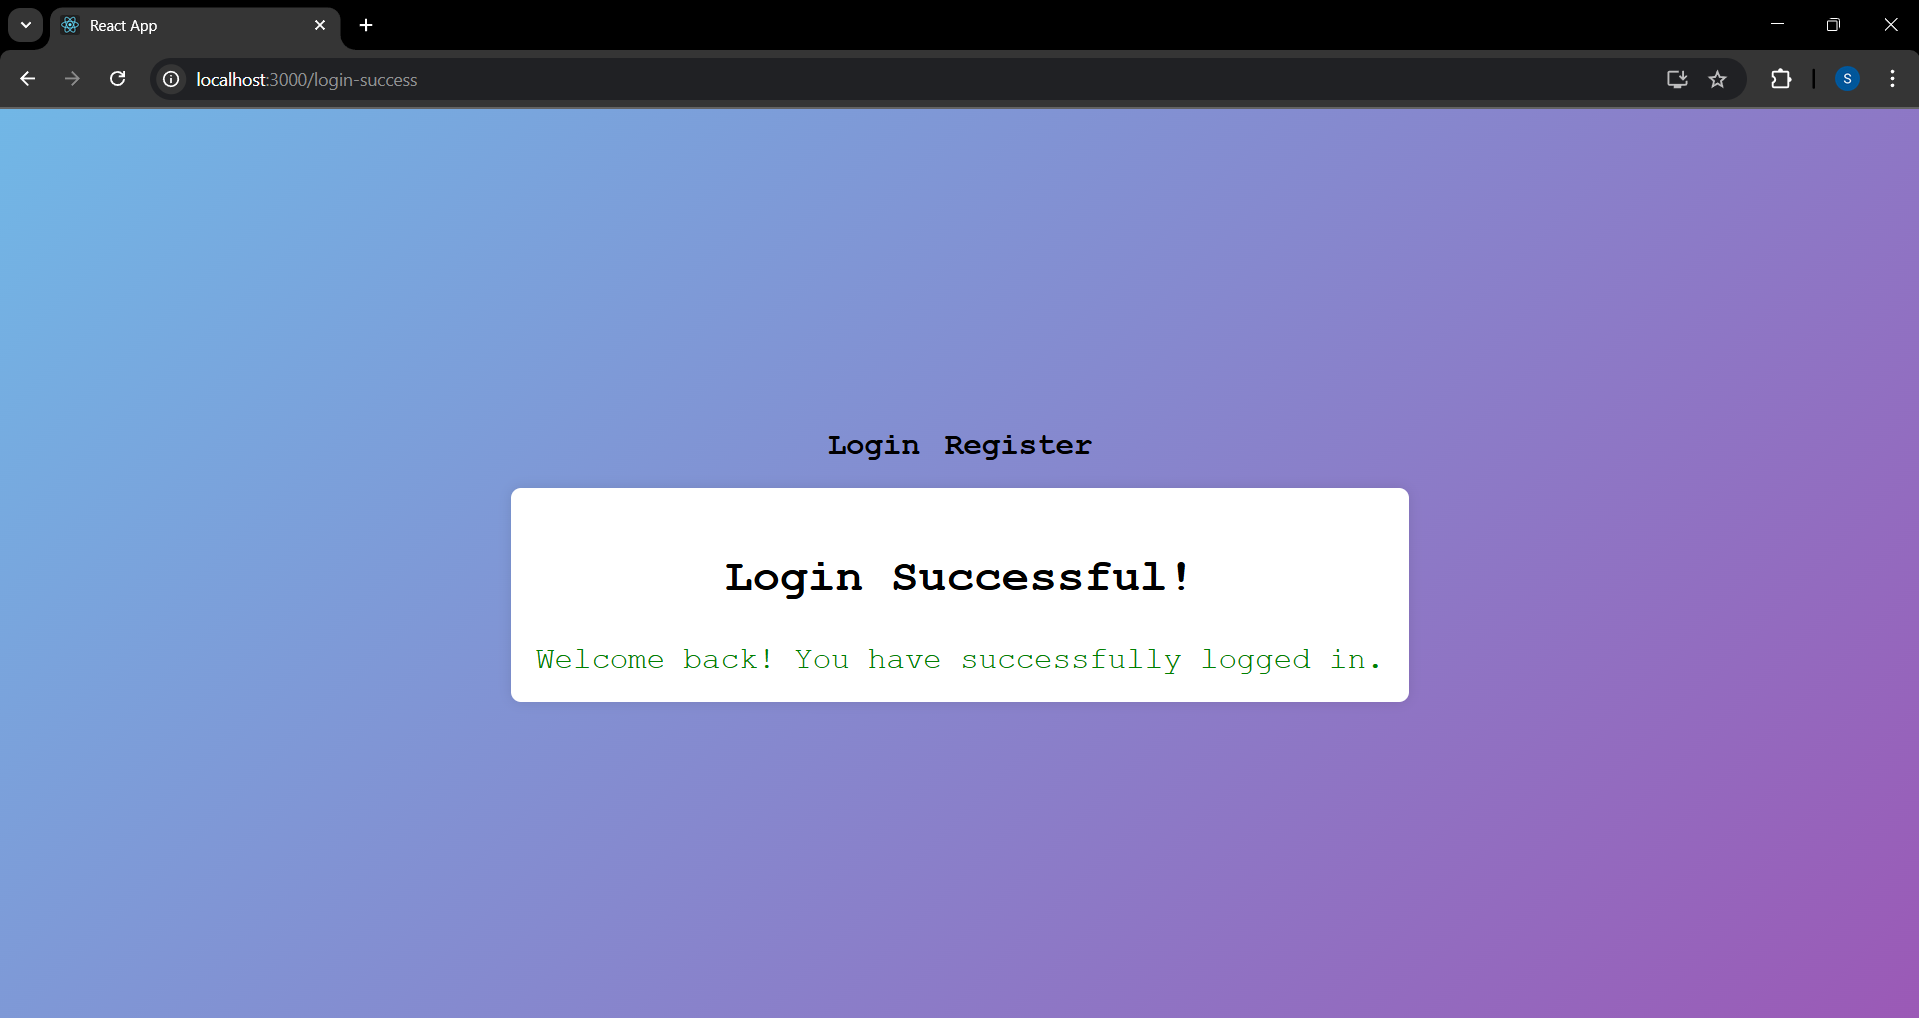 React App
localhost:3000/login-success
S
Login Register
Login Successful!
Welcome back! You have successfully logged in.